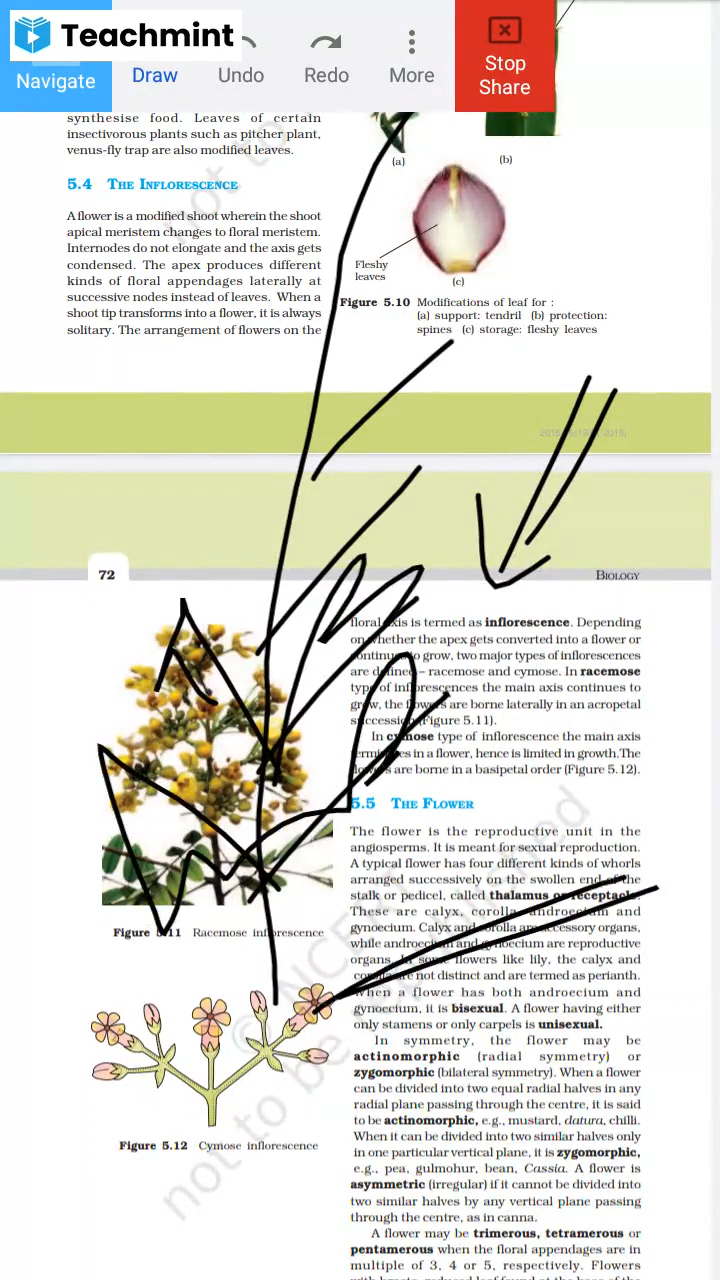 Teachmint
Navigate
Draw
Undo
Redo
More
Stop
Share
synthesise food. Leaves of certain
insectivorous plants such as pitcher plant,
venus-fly trap are also modified leaves.
5.4 THE INFLORESCENCE
A flower is a modified shoot wherein the shoot
apical meristem changes to floral meristem.
Internodes do not elongate and the axis gets
condensed. The apex produces different
kinds of floral appendages laterally at
successive nodes instead of leaves. When a
shoot tip transforms into a flower, it is always
solitary. The arrangement of flowers on the
(a)
(b)
Fleshy
leaves
(c)
Figure 5.10 Modifications of leaf for :
(a) support: tendril (b) protection:
spines (c) storage: fleshy leaves
72
BIOLOGY
Figure 5.11 Racemose inflorescence
Figure 5.12 Cymose inflorescence
floral axis is termed as inflorescence. Depending
on whether the apex gets converted into a flower or
continues to grow, two major types of inflorescences
are defined – racemose and cymose. In racemose
type of inflorescences the main axis continues to
grow, the flowers are borne laterally in an acropetal
succession (Figure 5.11).
In cymose type of inflorescence the main axis
terminates in a flower, hence is limited in growth.The
flowers are borne in a basipetal order (Figure 5.12).
5.5 THE FLOWER
The flower is the reproductive unit in the
angiosperms. It is meant for sexual reproduction.
A typical flower has four different kinds of whorls
arranged successively on the swollen end of the
stalk or pedicel, called thalamus or receptacle.
These are calyx, corolla, androecium and
gynoecium. Calyx and corolla are accessory organs,
while androecium and gynoecium are reproductive
organs. In some flowers like lily, the calyx and
corolla are not distinct and are termed as perianth.
When a flower has both androecium and
gynoecium, it is bisexual. A flower having either
only stamens or only carpels is unisexual.
In symmetry, the flower may be
actinomorphic (radial symmetry) or
zygomorphic (bilateral symmetry). When a flower
can be divided into two equal radial halves in any
radial plane passing through the centre, it is said
to be actinomorphic, e.g., mustard, datura, chilli.
When it can be divided into two similar halves only
in one particular vertical plane, it is zygomorphic,
e.g., pea, gulmohur, bean, Cassia. A flower is
asymmetric (irregular) if it cannot be divided into
two similar halves by any vertical plane passing
through the centre, as in canna.
A flower may be trimerous, tetramerous or
pentamerous when the floral appendages are in
multiple of 3, 4 or 5, respectively. Flowers
© NCERT
not to be republished